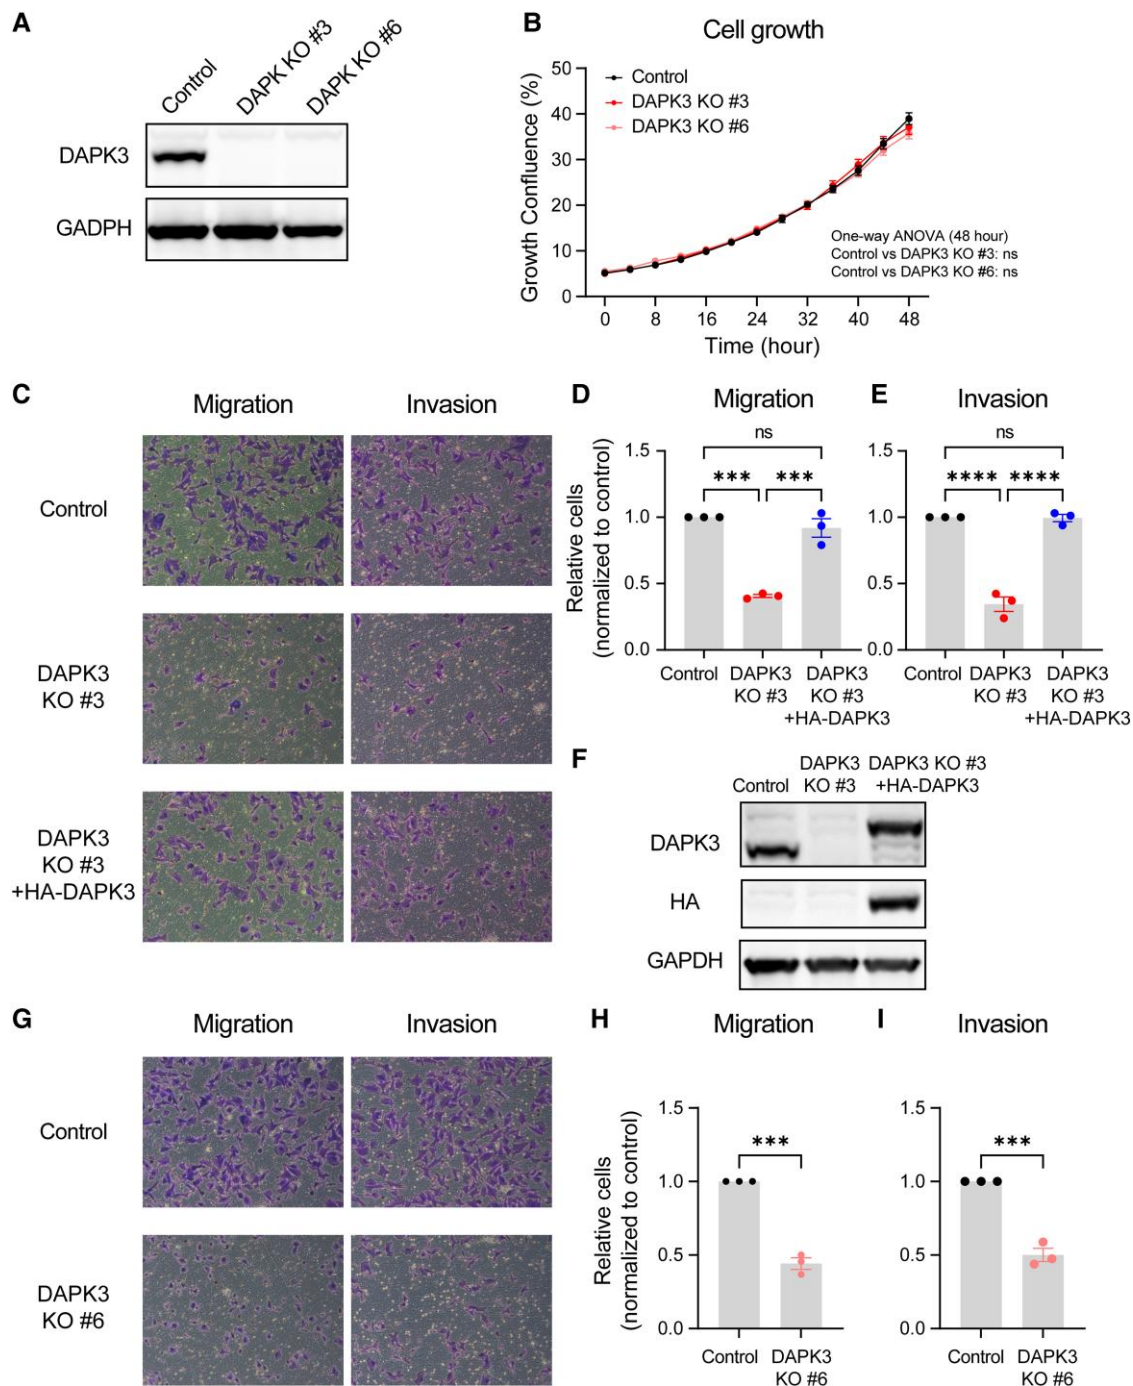 A
Control
DAPK KO #3
DAPK KO #6
DAPK3
GADPH
B
Cell growth
Growth Confluence (%)
50
40
30
20
10
0
Control
DAPK3 KO #3
DAPK3 KO #6
One-way ANOVA (48 hour)
Control vs DAPK3 KO #3: ns
Control vs DAPK3 KO #6: ns
0 8 16 24 32 40 48
Time (hour)
C
Migration
Invasion
Control
DAPK3
KO #3
DAPK3
KO #3
+HA-DAPK3
D
Migration
ns
*** ***
Relative cells
(normalized to control)
1.5
1.0
0.5
0.0
Control
DAPK3
KO #3
DAPK3
KO #3
+HA-DAPK3
E
Invasion
ns
**** ****
1.5
1.0
0.5
0.0
Control
DAPK3
KO #3
DAPK3
KO #3
+HA-DAPK3
F
Control
DAPK3
KO #3
DAPK3 KO #3
+HA-DAPK3
DAPK3
HA
GAPDH
G
Migration
Invasion
Control
DAPK3
KO #6
H
Migration
***
Relative cells
(normalized to control)
1.5
1.0
0.5
0.0
Control
DAPK3
KO #6
I
Invasion
***
1.5
1.0
0.5
0.0
Control
DAPK3
KO #6